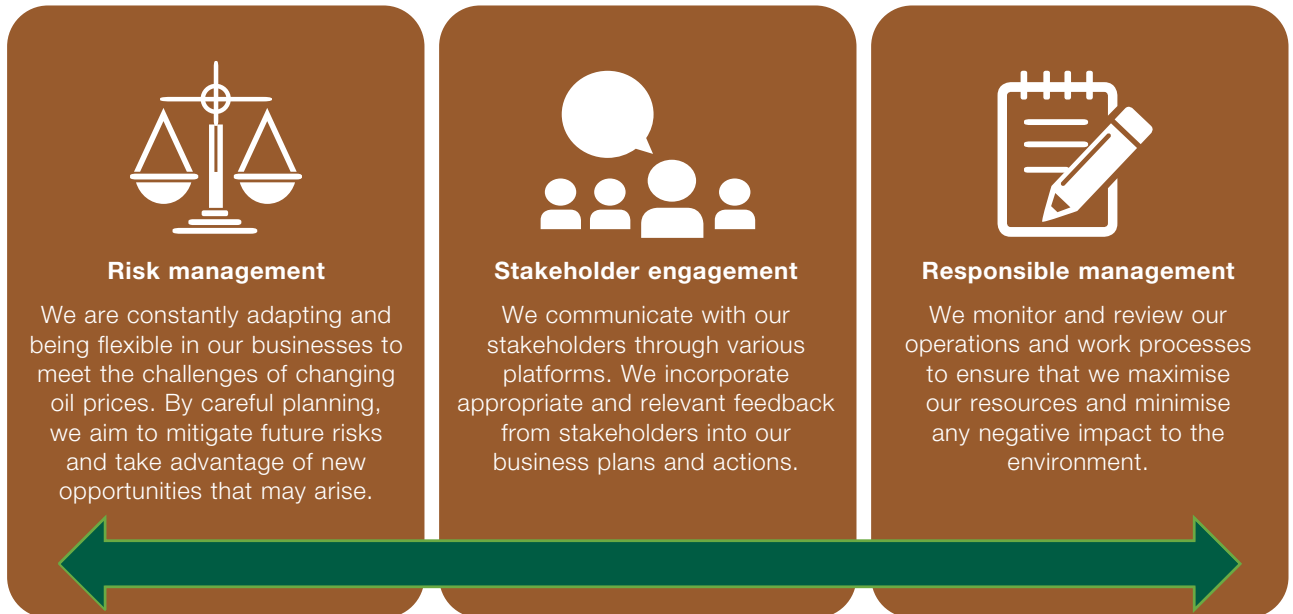 Risk management
We are constantly adapting and
being flexible in our businesses to
meet the challenges of changing
oil prices. By careful planning,
we aim to mitigate future risks
and take advantage of new
opportunities that may arise.
Stakeholder engagement
We communicate with our
stakeholders through various
platforms. We incorporate
appropriate and relevant feedback
from stakeholders into our
business plans and actions.
Responsible management
We monitor and review our
operations and work processes
to ensure that we maximise
our resources and minimise
any negative impact to the
environment.